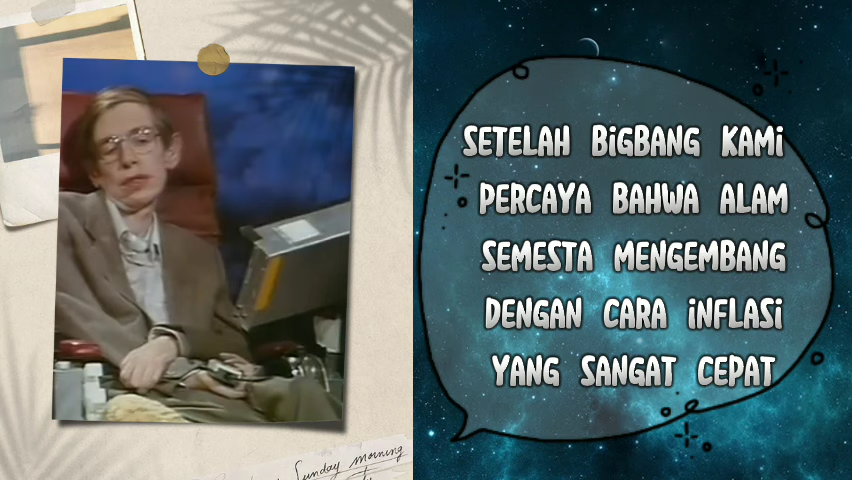 SETELAH BIGBANG KAMI
PERCAYA BAHWA ALAM
SEMESTA MENGEMBANG
DENGAN CARA INFLASI
YANG SANGAT CEPAT
Sunday morning